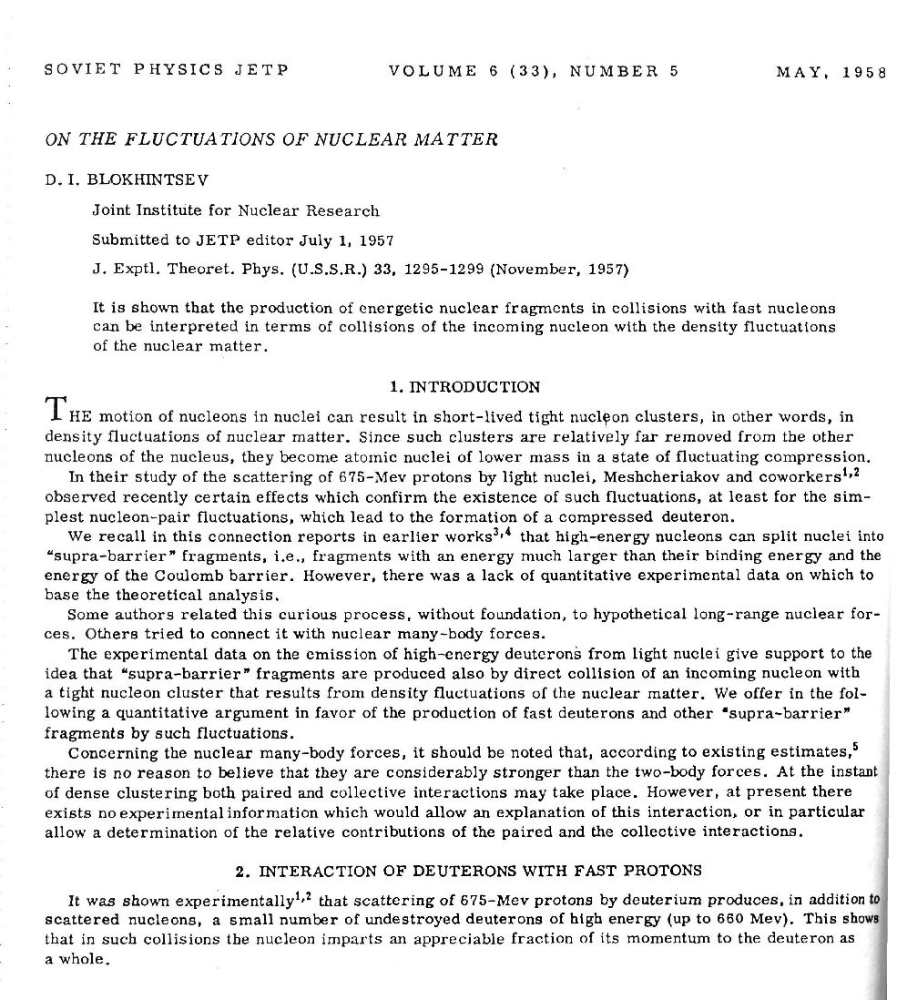 SOVIET PHYSICS JETP VOLUME 6 (33), NUMBER 5 MAY, 1958
ON THE FLUCTUATIONS OF NUCLEAR MATTER
D. I. BLOKHINTSEV
Joint Institute for Nuclear Research
Submitted to JETP editor July 1, 1957
J. Exptl. Theoret. Phys. (U.S.S.R.) 33, 1295-1299 (November, 1957)
It is shown that the production of energetic nuclear fragments in collisions with fast nucleons
can be interpreted in terms of collisions of the incoming nucleon with the density fluctuations
of the nuclear matter.
1. INTRODUCTION
THE motion of nucleons in nuclei can result in short-lived tight nucleon clusters, in other words, in
density fluctuations of nuclear matter. Since such clusters are relatively far removed from the other
nucleons of the nucleus, they become atomic nuclei of lower mass in a state of fluctuating compression.
In their study of the scattering of 675-Mev protons by light nuclei, Meshcheriakov and coworkers¹,²
observed recently certain effects which confirm the existence of such fluctuations, at least for the sim-
plest nucleon-pair fluctuations, which lead to the formation of a compressed deuteron.
We recall in this connection reports in earlier works³,⁴ that high-energy nucleons can split nuclei into
"supra-barrier" fragments, i.e., fragments with an energy much larger than their binding energy and the
energy of the Coulomb barrier. However, there was a lack of quantitative experimental data on which to
base the theoretical analysis.
Some authors related this curious process, without foundation, to hypothetical long-range nuclear for-
ces. Others tried to connect it with nuclear many-body forces.
The experimental data on the emission of high-energy deuterons from light nuclei give support to the
idea that "supra-barrier" fragments are produced also by direct collision of an incoming nucleon with
a tight nucleon cluster that results from density fluctuations of the nuclear matter. We offer in the fol-
lowing a quantitative argument in favor of the production of fast deuterons and other "supra-barrier"
fragments by such fluctuations.
Concerning the nuclear many-body forces, it should be noted that, according to existing estimates,⁵
there is no reason to believe that they are considerably stronger than the two-body forces. At the instant
of dense clustering both paired and collective interactions may take place. However, at present there
exists no experimental information which would allow an explanation of this interaction, or in particular
allow a determination of the relative contributions of the paired and the collective interactions.
2. INTERACTION OF DEUTERONS WITH FAST PROTONS
It was shown experimentally¹,² that scattering of 675-Mev protons by deuterium produces, in addition to
scattered nucleons, a small number of undestroyed deuterons of high energy (up to 660 Mev). This shows
that in such collisions the nucleon imparts an appreciable fraction of its momentum to the deuteron as
a whole.